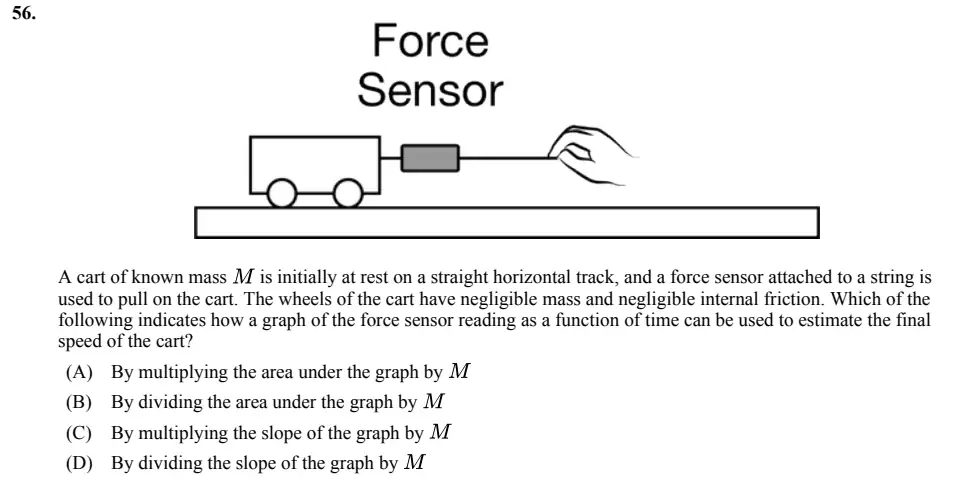 56.
Force
Sensor
A cart of known mass M is initially at rest on a straight horizontal track, and a force sensor attached to a string is
used to pull on the cart. The wheels of the cart have negligible mass and negligible internal friction. Which of the
following indicates how a graph of the force sensor reading as a function of time can be used to estimate the final
speed of the cart?
(A) By multiplying the area under the graph by M
(B) By dividing the area under the graph by M
(C) By multiplying the slope of the graph by M
(D) By dividing the slope of the graph by M